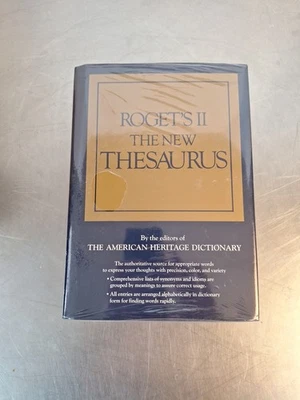 ROGET'S II
THE NEW
THESAURUS
By the editors of
THE AMERICAN HERITAGE DICTIONARY
The authoritative source for appropriate words
to express your thoughts with precision, color, and variety
• Comprehensive lists of synonyms and idioms are
grouped by meanings to assure correct usage.
• All entries are arranged alphabetically in dictionary
form for finding words rapidly.